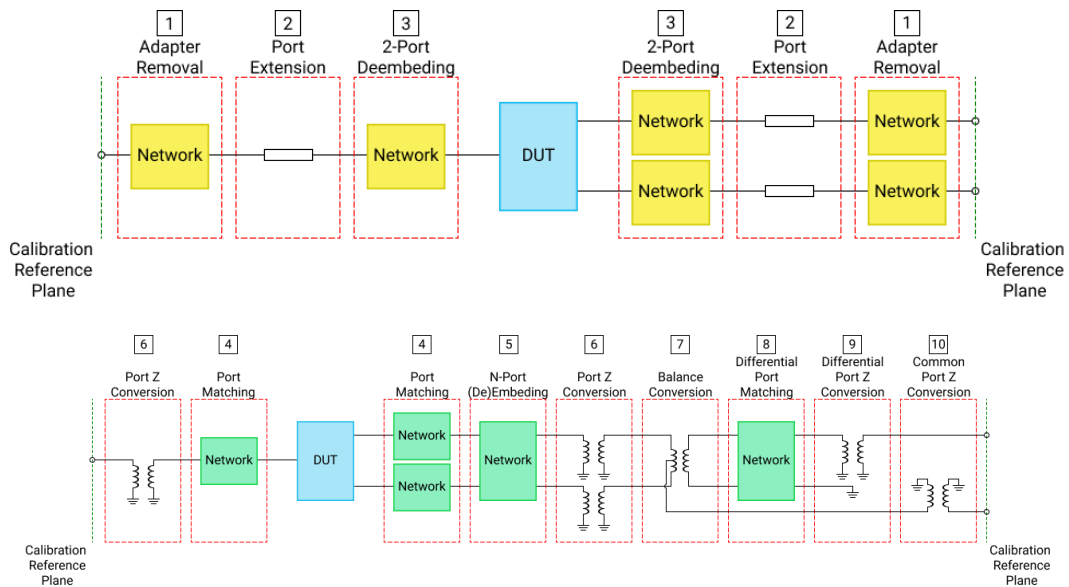 1
2
3
3
2
1
Adapter
Removal
Port
Extension
2-Port
Deembeding
2-Port
Deembeding
Port
Extension
Adapter
Removal
Network
Network
DUT
Network
Network
Network
Network
Calibration
Reference
Plane
Calibration
Reference
Plane
6
4
4
5
6
7
8
9
10
Port Z
Conversion
Port
Matching
Port
Matching
N-Port
(De)Embeding
Port Z
Conversion
Balance
Conversion
Differential
Port
Matching
Differential
Port Z
Conversion
Common
Port Z
Conversion
Network
DUT
Network
Network
Network
Network
Calibration
Reference
Plane
Calibration
Reference
Plane